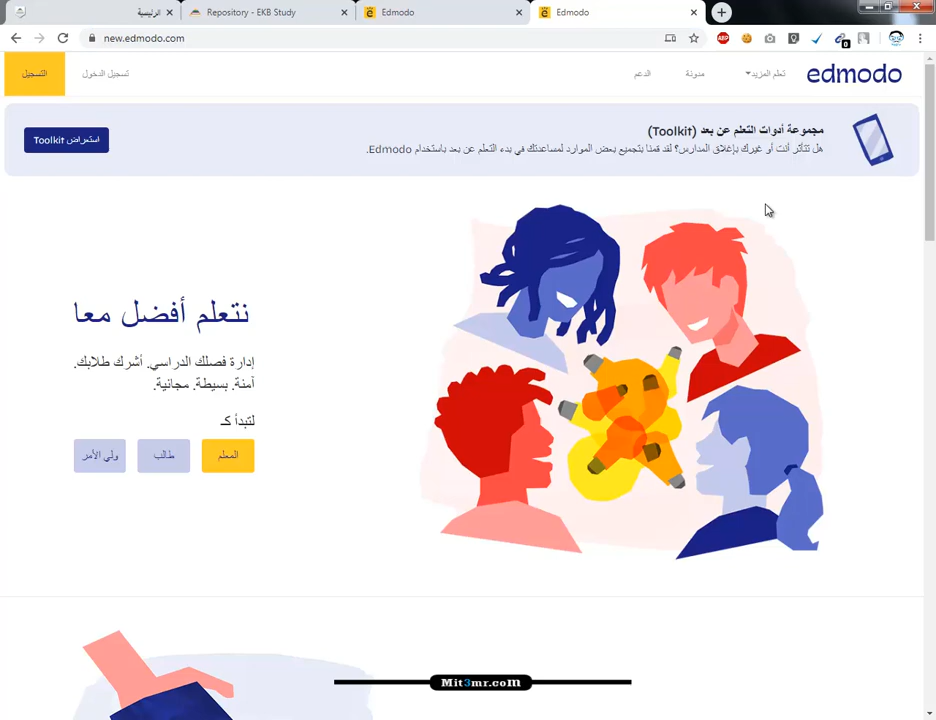 الرئيسية
Repository - EKB Study
Edmodo
Edmodo
new.edmodo.com
ABP
0
edmodo
تعلم المزيد
مدونة
الدعم
تسجيل الدخول
التسجيل
مجموعة أدوات التعلم عن بعد (Toolkit)
هل تتأثر أنت أو غيرك بإغلاق المدارس؟ لقد قمنا بتجميع بعض الموارد لمساعدتك في بدء التعلم عن بعد باستخدام Edmodo.
استعراض Toolkit
نتعلم أفضل معا
إدارة فصلك الدراسي. أشرك طلابك.
آمنة. بسيطة. مجانية.
لتبدأ كـ
المعلم
طالب
ولي الأمر
Mit3mr.com